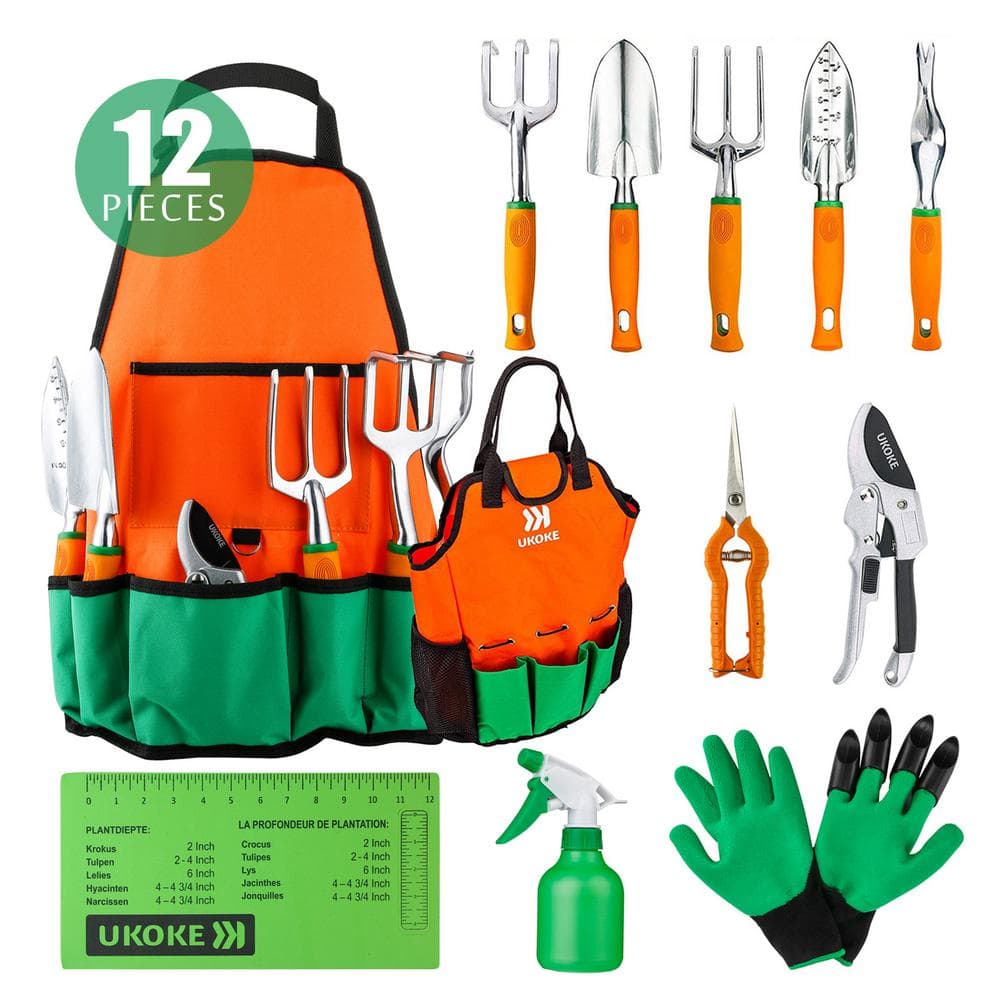 12
PIECES
UKOKE
UKOKE
UKOKE
0 1 2 3 4 5 6 7 8 9 10 11 12
PLANTDIEPTE:
Krokus 2 Inch
Tulpen 2 - 4 Inch
Lelies 6 Inch
Hyacinten 4 – 4 3/4 Inch
Narcissen 4 – 4 3/4 Inch
LA PROFONDEUR DE PLANTATION:
Crocus 2 Inch
Tulipes 2 - 4 Inch
Lys 6 Inch
Jacinthes 4 – 4 3/4 Inch
Jonquilles 4 – 4 3/4 Inch
UKOKE